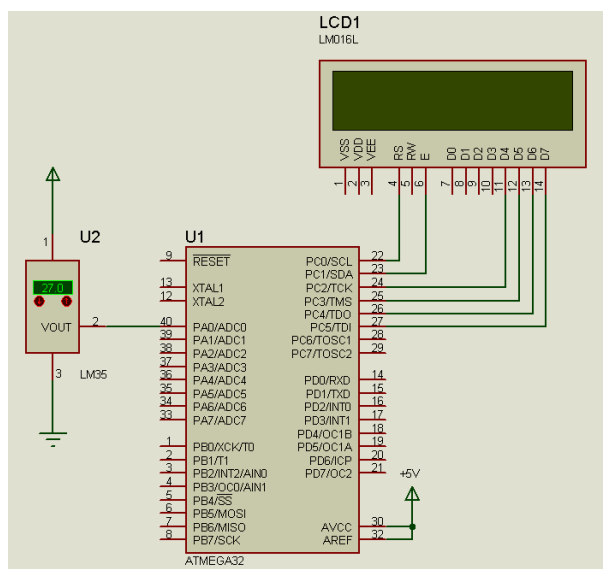 LCD1
LM016L
VSS VDD VEE RS RW E D0 D1 D2 D3 D4 D5 D6 D7
1 2 3 4 5 6 7 8 9 10 11 12 13 14
U2
1
27.0
VOUT 2
3 LM35
U1
9 RESET PC0/SCL 22
PC1/SDA 23
13 XTAL1 PC2/TCK 24
12 XTAL2 PC3/TMS 25
PC4/TDO 26
40 PA0/ADC0 PC5/TDI 27
39 PA1/ADC1 PC6/TOSC1 28
38 PA2/ADC2 PC7/TOSC2 29
37 PA3/ADC3
36 PA4/ADC4 PD0/RXD 14
35 PA5/ADC5 PD1/TXD 15
34 PA6/ADC6 PD2/INT0 16
33 PA7/ADC7 PD3/INT1 17
PD4/OC1B 18
1 PB0/XCK/T0 PD5/OC1A 19
2 PB1/T1 PD6/ICP 20
3 PB2/INT2/AIN0 PD7/OC2 21
4 PB3/OC0/AIN1
5 PB4/SS
6 PB5/MOSI
7 PB6/MISO AVCC 30
8 PB7/SCK AREF 32
+5V
ATMEGA32